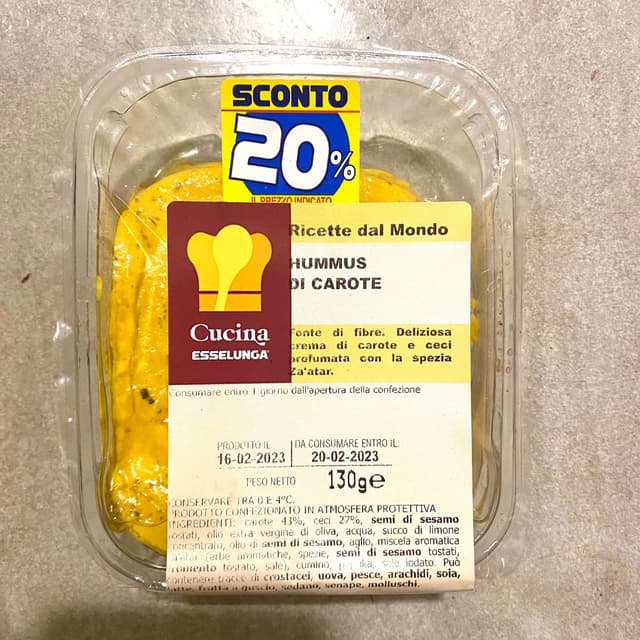 SCONTO
20%
IL PREZZO INDICATO
Ricette dal Mondo
HUMMUS
DI CAROTE
Cucina
ESSELUNGA
Fonte di fibre. Deliziosa
crema di carote e ceci
profumata con la spezia
Za'atar.
Consumare entro 1 giorno dall'apertura della confezione
PRODOTTO IL
DA CONSUMARE ENTRO IL:
16-02-2023
20-02-2023
PESO NETTO
130g℮
CONSERVARE TRA 0 E 4°C.
PRODOTTO CONFEZIONATO IN ATMOSFERA PROTETTIVA
INGREDIENTI: carote 43%, ceci 27%, semi di sesamo
tostati, olio extra vergine di oliva, acqua, succo di limone
concentrato, olio di semi di sesamo, aglio, miscela aromatica
za'atar (erbe aromatiche, spezie, semi di sesamo tostati,
frumento tostato, sale), cumino, paprika, sale iodato. Può
contenere tracce di crostacei, uova, pesce, arachidi, soia,
latte, frutta a guscio, sedano, senape, molluschi.